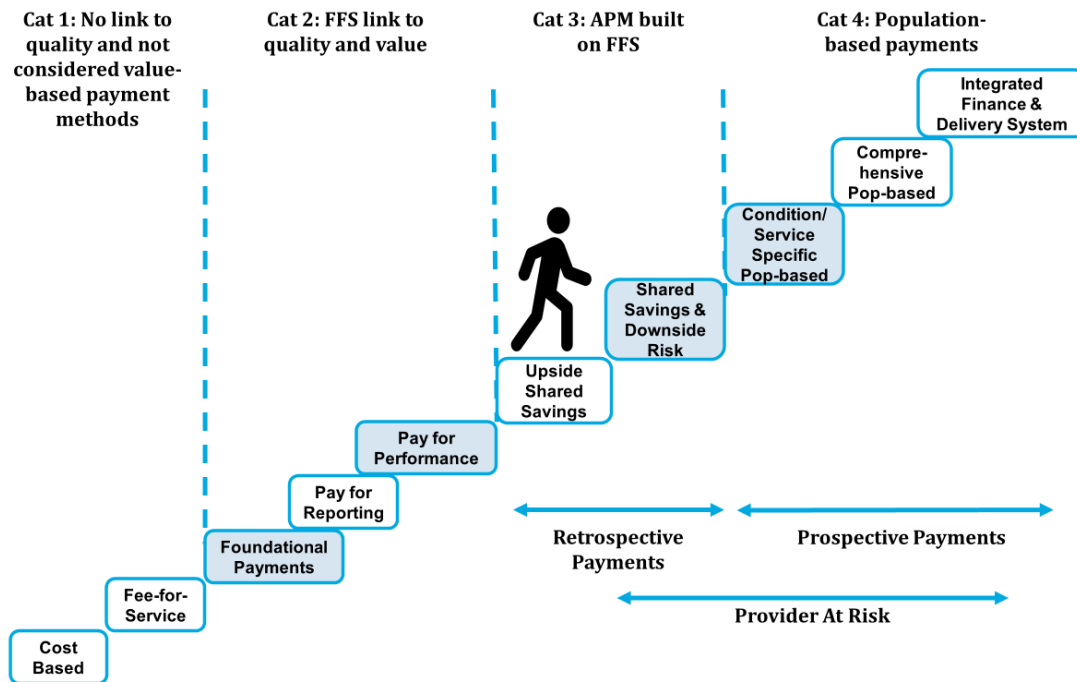 Cat 1: No link to
quality and not
considered value-
based payment
methods
Cat 2: FFS link to
quality and value
Cat 3: APM built
on FFS
Cat 4: Population-
based payments
Integrated
Finance &
Delivery System
Compre-
hensive
Pop-based
Condition/
Service
Specific
Pop-based
Shared
Savings &
Downside
Risk
Upside
Shared
Savings
Pay for
Performance
Pay for
Reporting
Foundational
Payments
Fee-for-
Service
Cost
Based
Retrospective
Payments
Prospective Payments
Provider At Risk